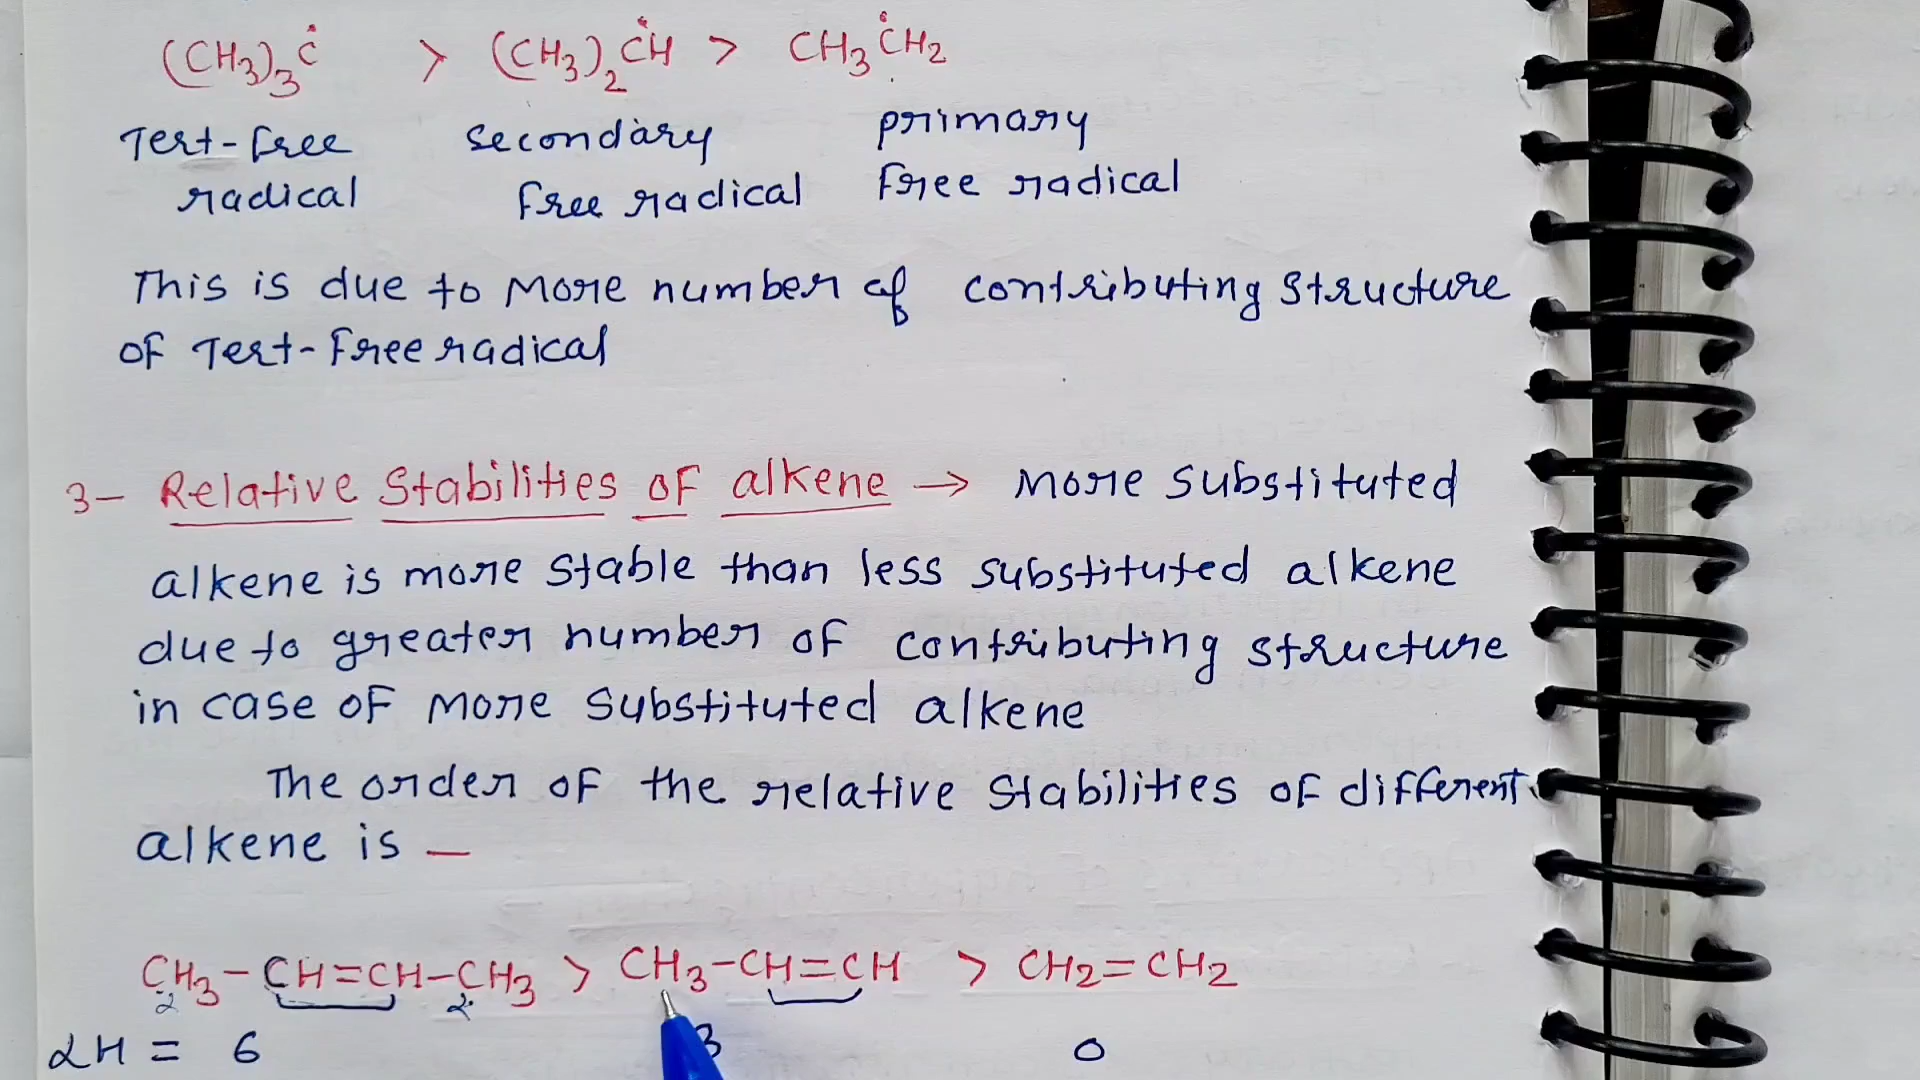 (CH3)3Ċ > (CH3)2ĊH > CH3ĊH2
Tert-free secondary primary
radical free radical free radical
This is due to more number of contributing structure
of Tert-free radical
3- Relative Stabilities of alkene → more substituted
alkene is more stable than less substituted alkene
due to greater number of contributing structure
in case of more substituted alkene
The order of the relative stabilities of different
alkene is —
CH3-CH=CH-CH3 > CH3-CH=CH > CH2=CH2
α α
αH = 6 3 0